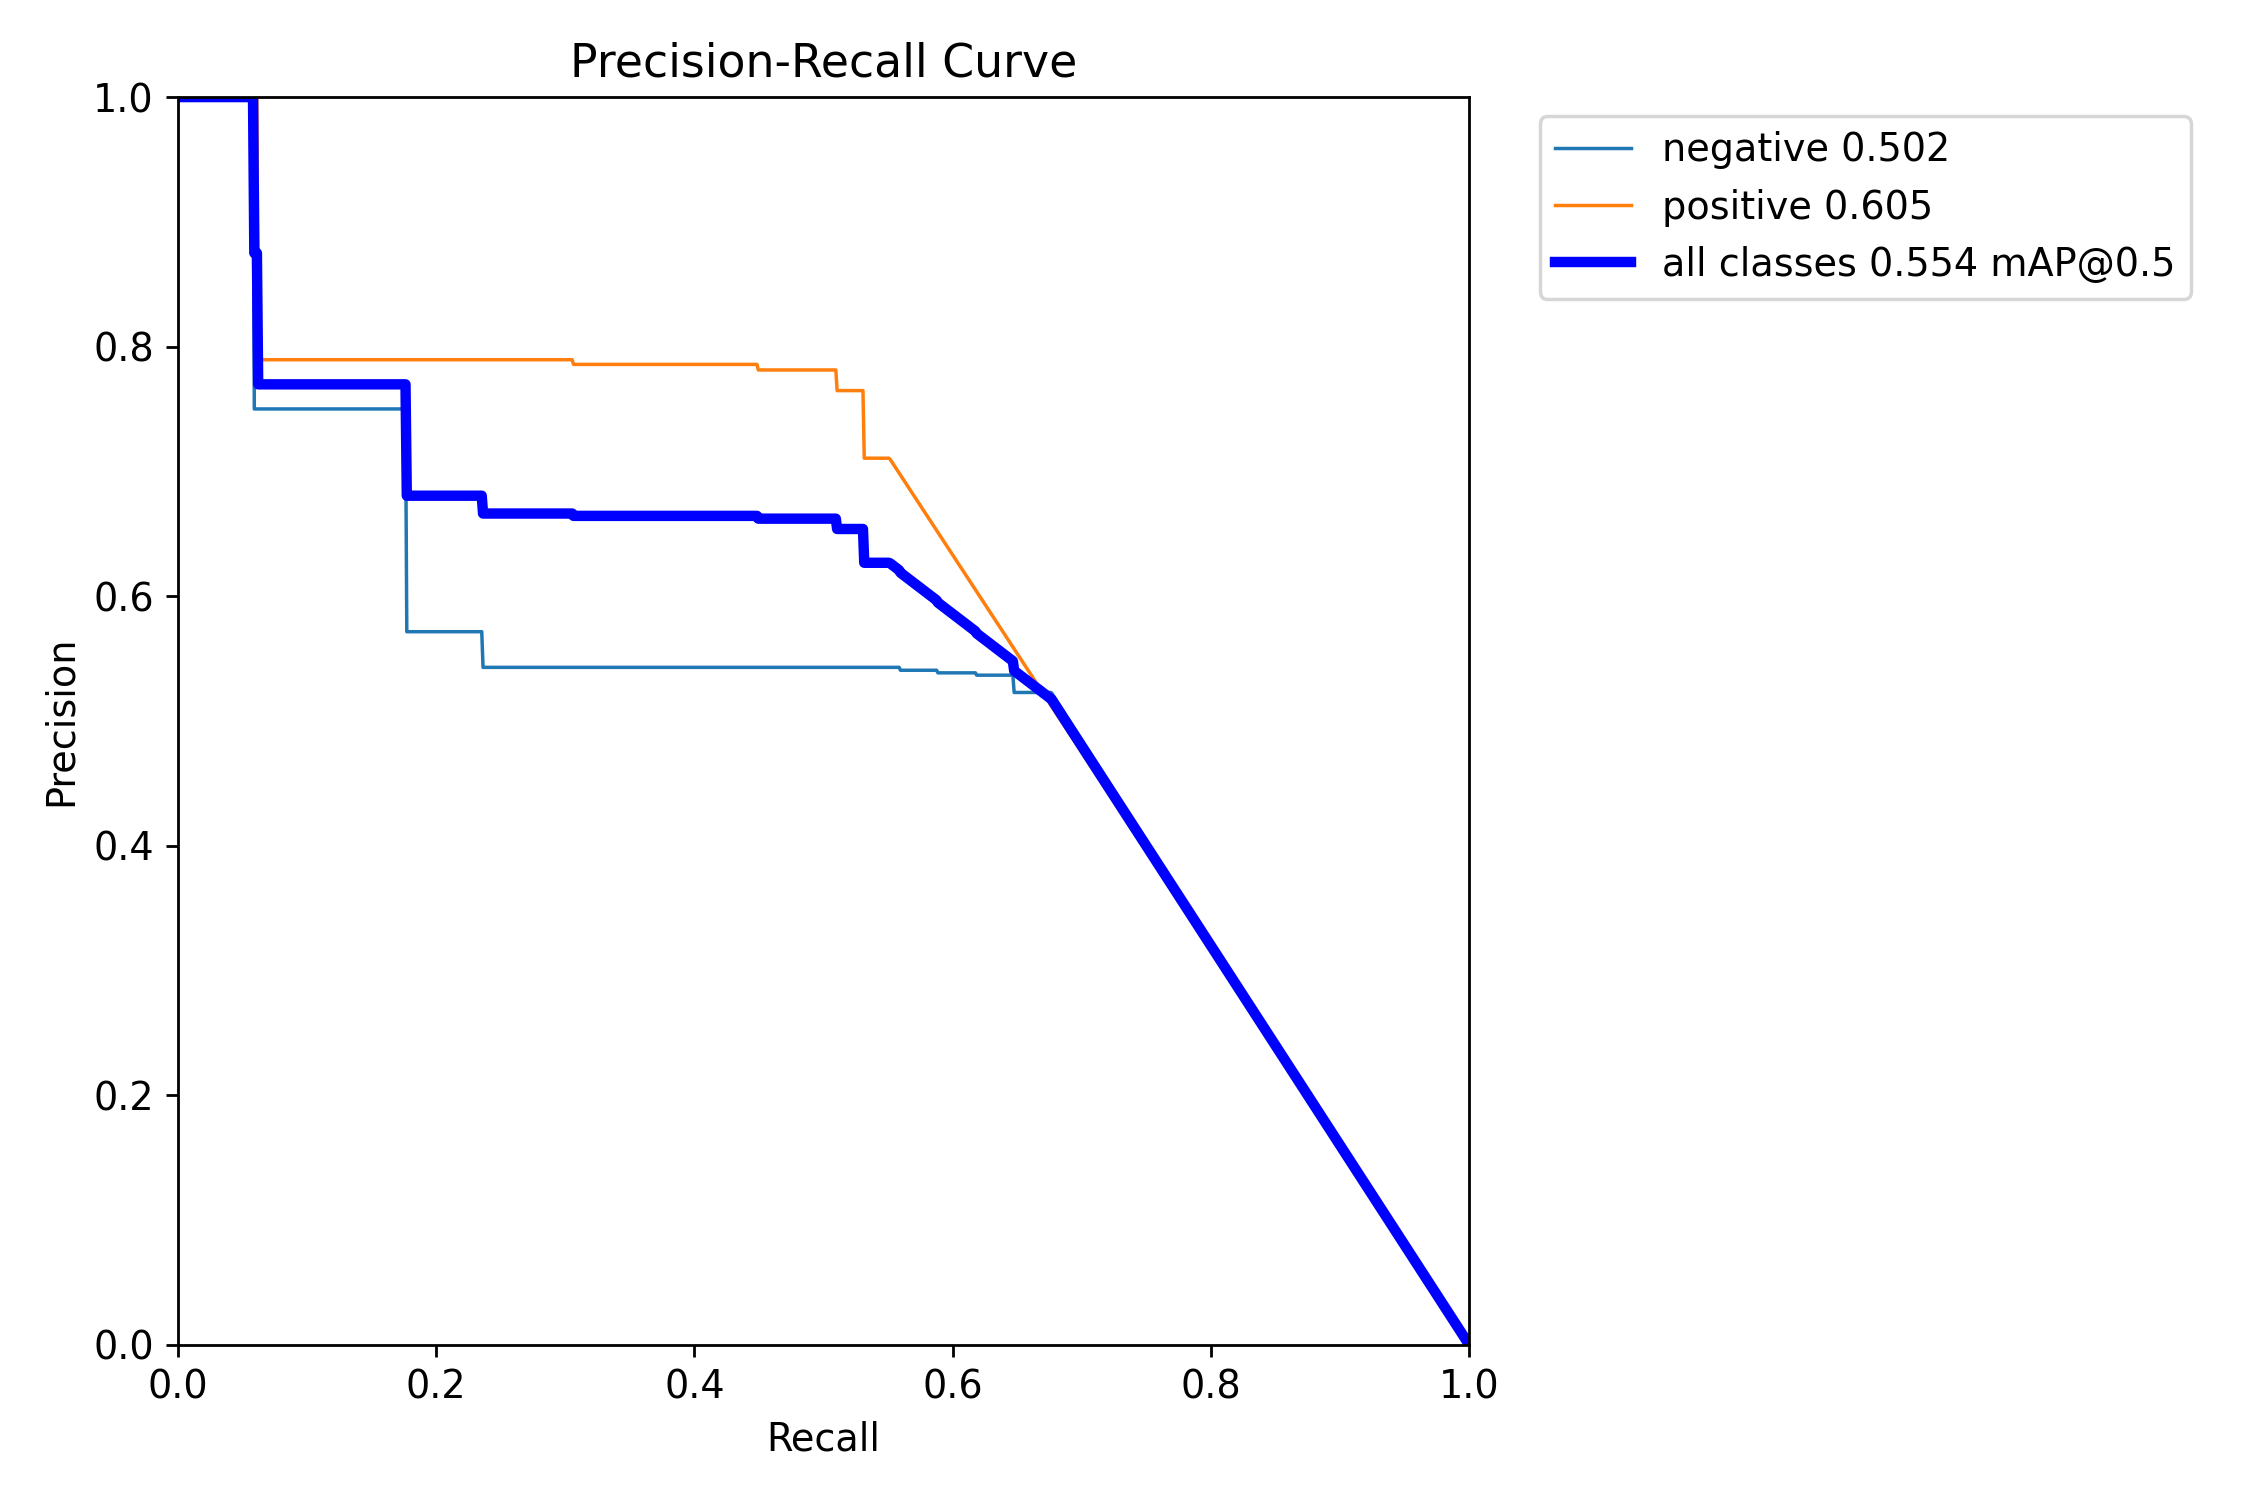 Precision-Recall Curve
1.0
0.8
0.6
0.4
0.2
0.0
Precision
0.0 0.2 0.4 0.6 0.8 1.0
Recall
negative 0.502
positive 0.605
all classes 0.554 mAP@0.5